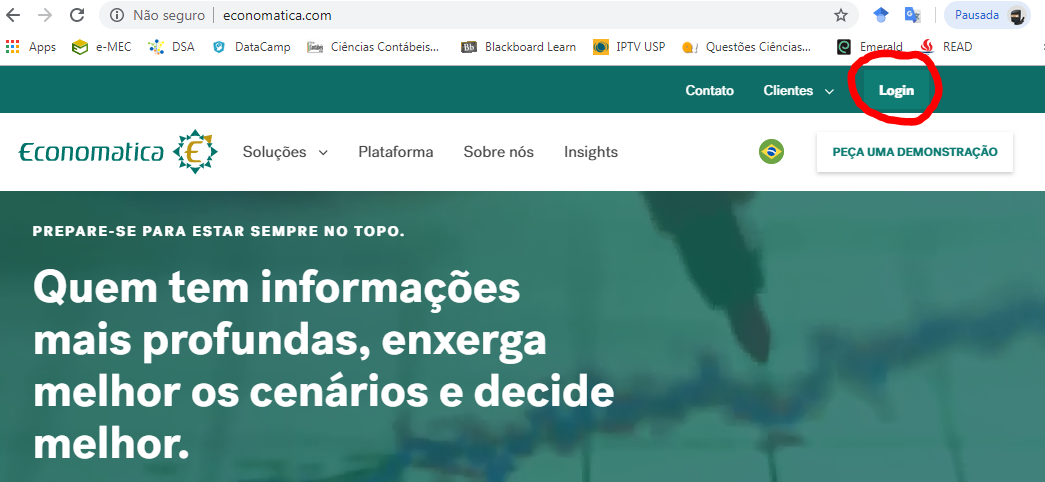 Não seguro economatica.com Pausada
Apps e-MEC DSA DataCamp Ciências Contábeis... Blackboard Learn IPTV USP Questões Ciências... Emerald READ
Contato Clientes Login
Economatica E Soluções Plataforma Sobre nós Insights PEÇA UMA DEMONSTRAÇÃO
PREPARE-SE PARA ESTAR SEMPRE NO TOPO.
Quem tem informações
mais profundas, enxerga
melhor os cenários e decide
melhor.